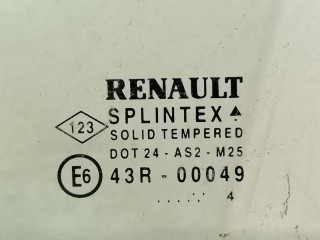 RENAULT
SPLINTEX
123
SOLID TEMPERED
DOT 24 - AS2 - M25
E6
43R - 00049
..... 4